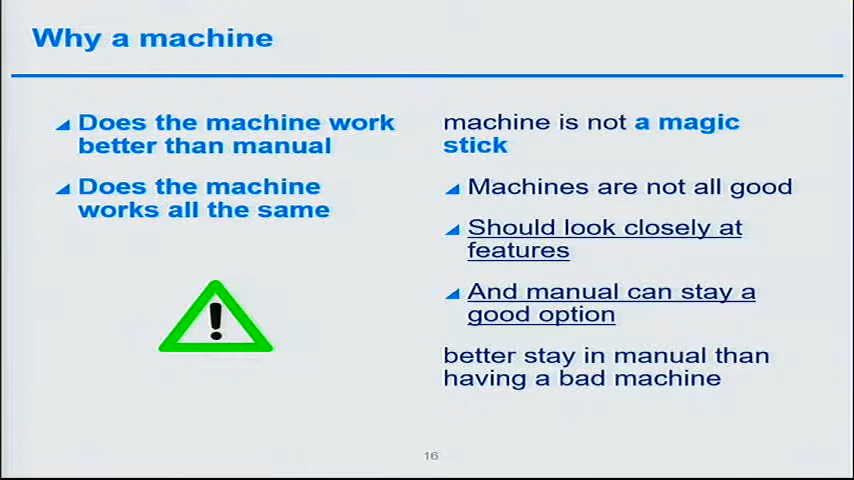 Why a machine
Does the machine work
better than manual
Does the machine
works all the same
machine is not a magic
stick
Machines are not all good
Should look closely at
features
And manual can stay a
good option
better stay in manual than
having a bad machine
16